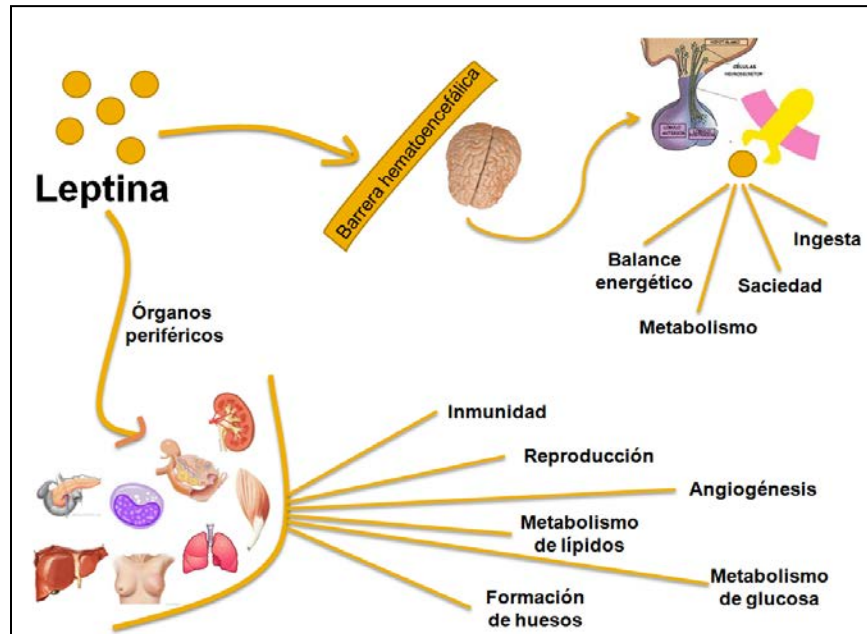 Leptina
Barrera hematoencefálica
CÉLULAS
Ingesta
Balance
energético
Saciedad
Metabolismo
Órganos
periféricos
Inmunidad
Reproducción
Angiogénesis
Metabolismo
de lípidos
Metabolismo
de glucosa
Formación
de huesos